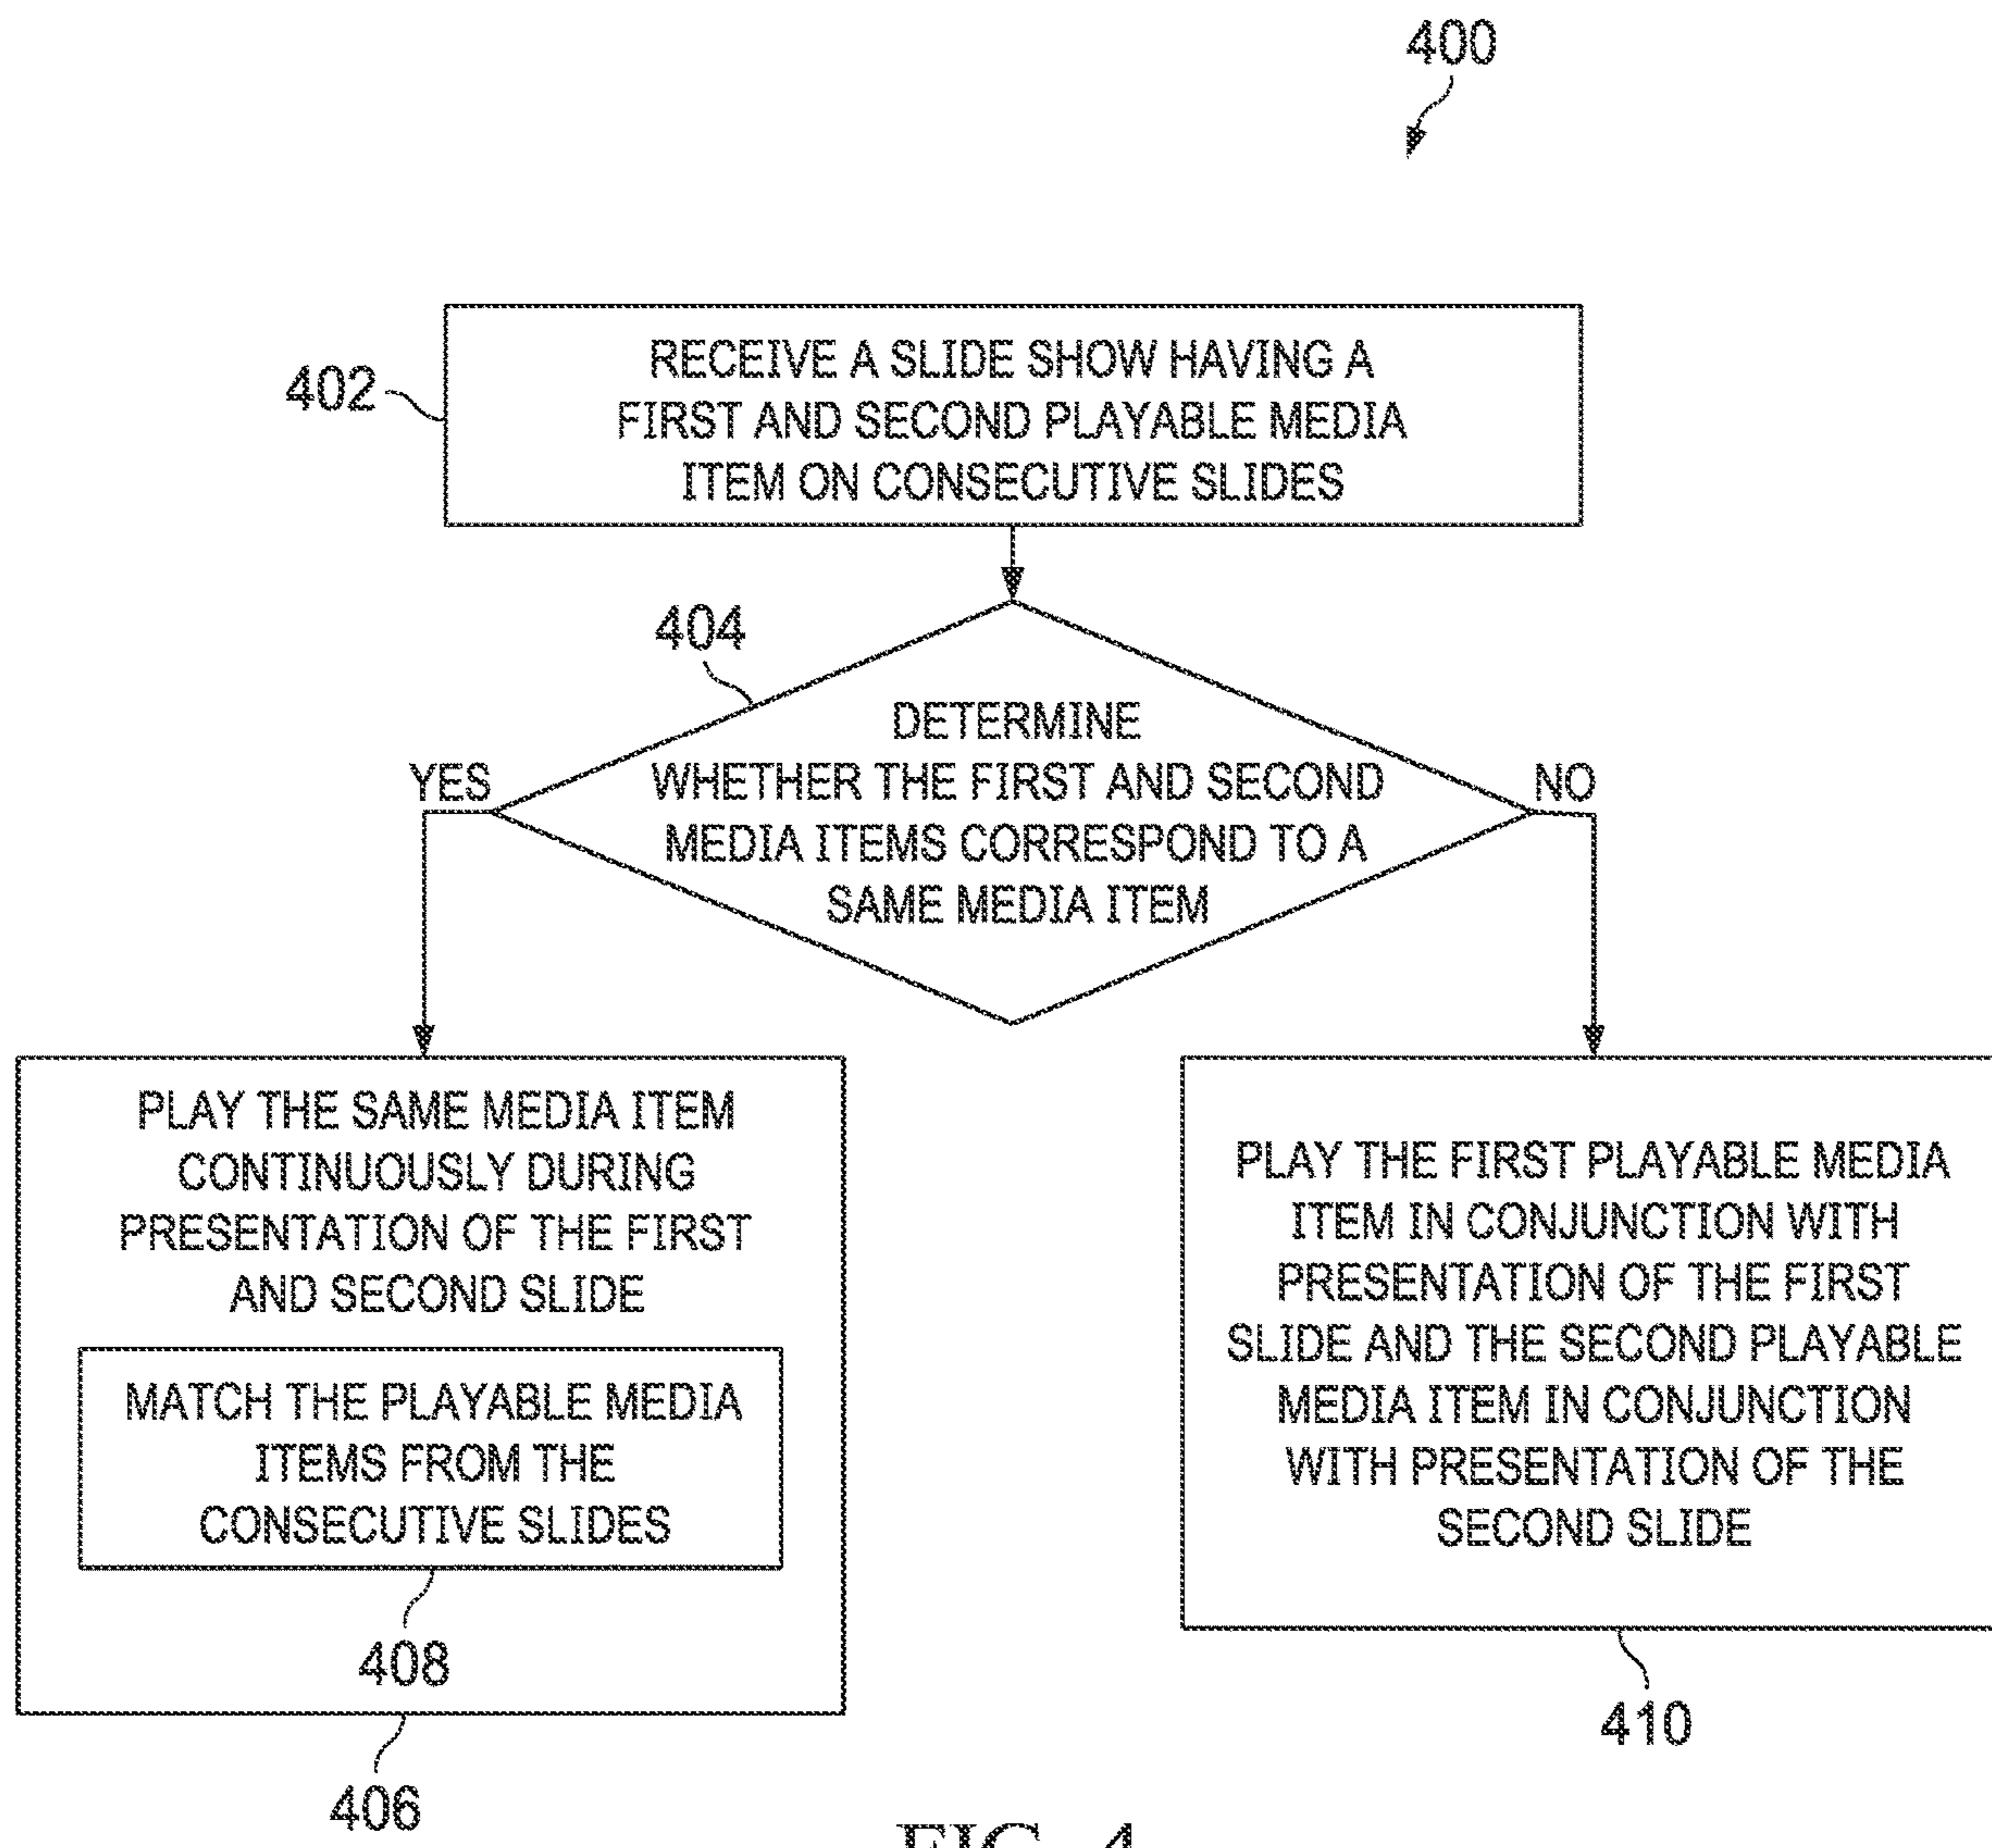 400
402
RECEIVE A SLIDE SHOW HAVING A
FIRST AND SECOND PLAYABLE MEDIA
ITEM ON CONSECUTIVE SLIDES
404
DETERMINE
WHETHER THE FIRST AND SECOND
MEDIA ITEMS CORRESPOND TO A
SAME MEDIA ITEM
YES
NO
PLAY THE SAME MEDIA ITEM
CONTINUOUSLY DURING
PRESENTATION OF THE FIRST
AND SECOND SLIDE
MATCH THE PLAYABLE MEDIA
ITEMS FROM THE
CONSECUTIVE SLIDES
408
406
PLAY THE FIRST PLAYABLE MEDIA
ITEM IN CONJUNCTION WITH
PRESENTATION OF THE FIRST
SLIDE AND THE SECOND PLAYABLE
MEDIA ITEM IN CONJUNCTION
WITH PRESENTATION OF THE
SECOND SLIDE
410
FIG. 4